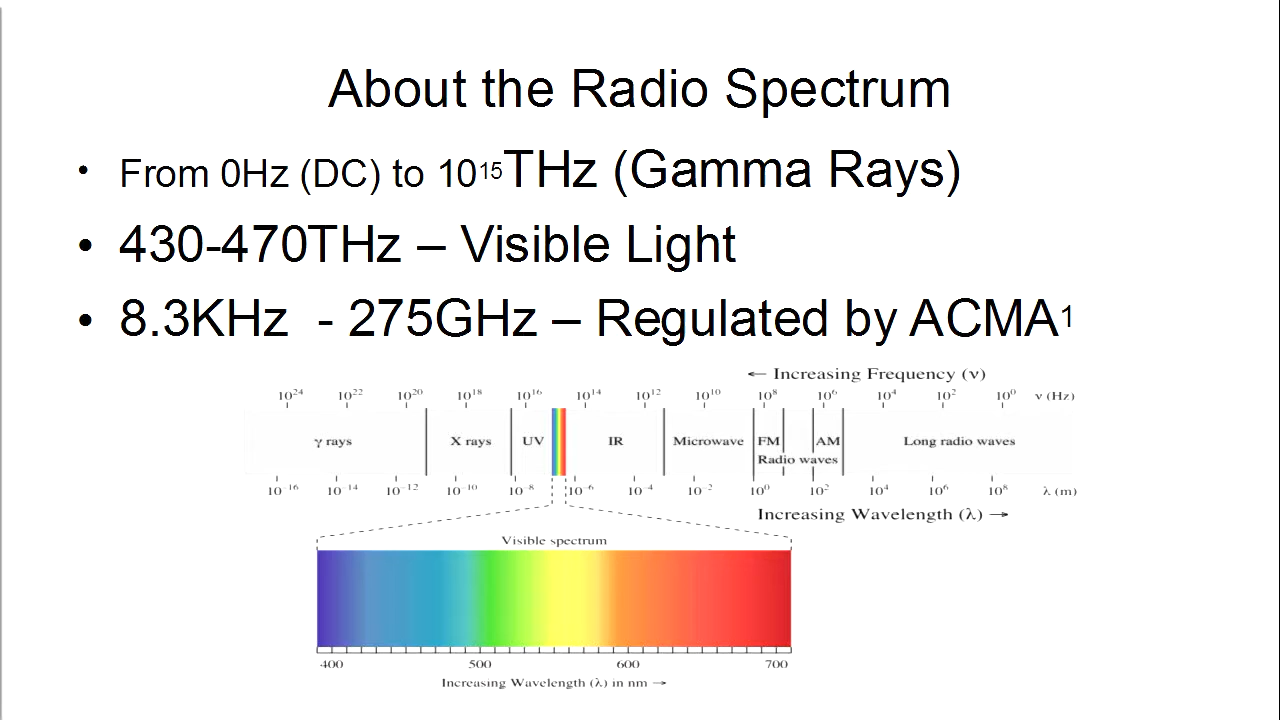 About the Radio Spectrum
• From 0Hz (DC) to 10¹⁵THz (Gamma Rays)
• 430-470THz – Visible Light
• 8.3KHz - 275GHz – Regulated by ACMA¹
← Increasing Frequency (ν)
10²⁴ 10²² 10²⁰ 10¹⁸ 10¹⁶ 10¹⁴ 10¹² 10¹⁰ 10⁸ 10⁶ 10⁴ 10² 10⁰ ν (Hz)
γ rays X rays UV IR Microwave FM AM Long radio waves
Radio waves
10⁻¹⁶ 10⁻¹⁴ 10⁻¹² 10⁻¹⁰ 10⁻⁸ 10⁻⁶ 10⁻⁴ 10⁻² 10⁰ 10² 10⁴ 10⁶ 10⁸ λ (m)
Increasing Wavelength (λ) →
Visible spectrum
400 500 600 700
Increasing Wavelength (λ) in nm →